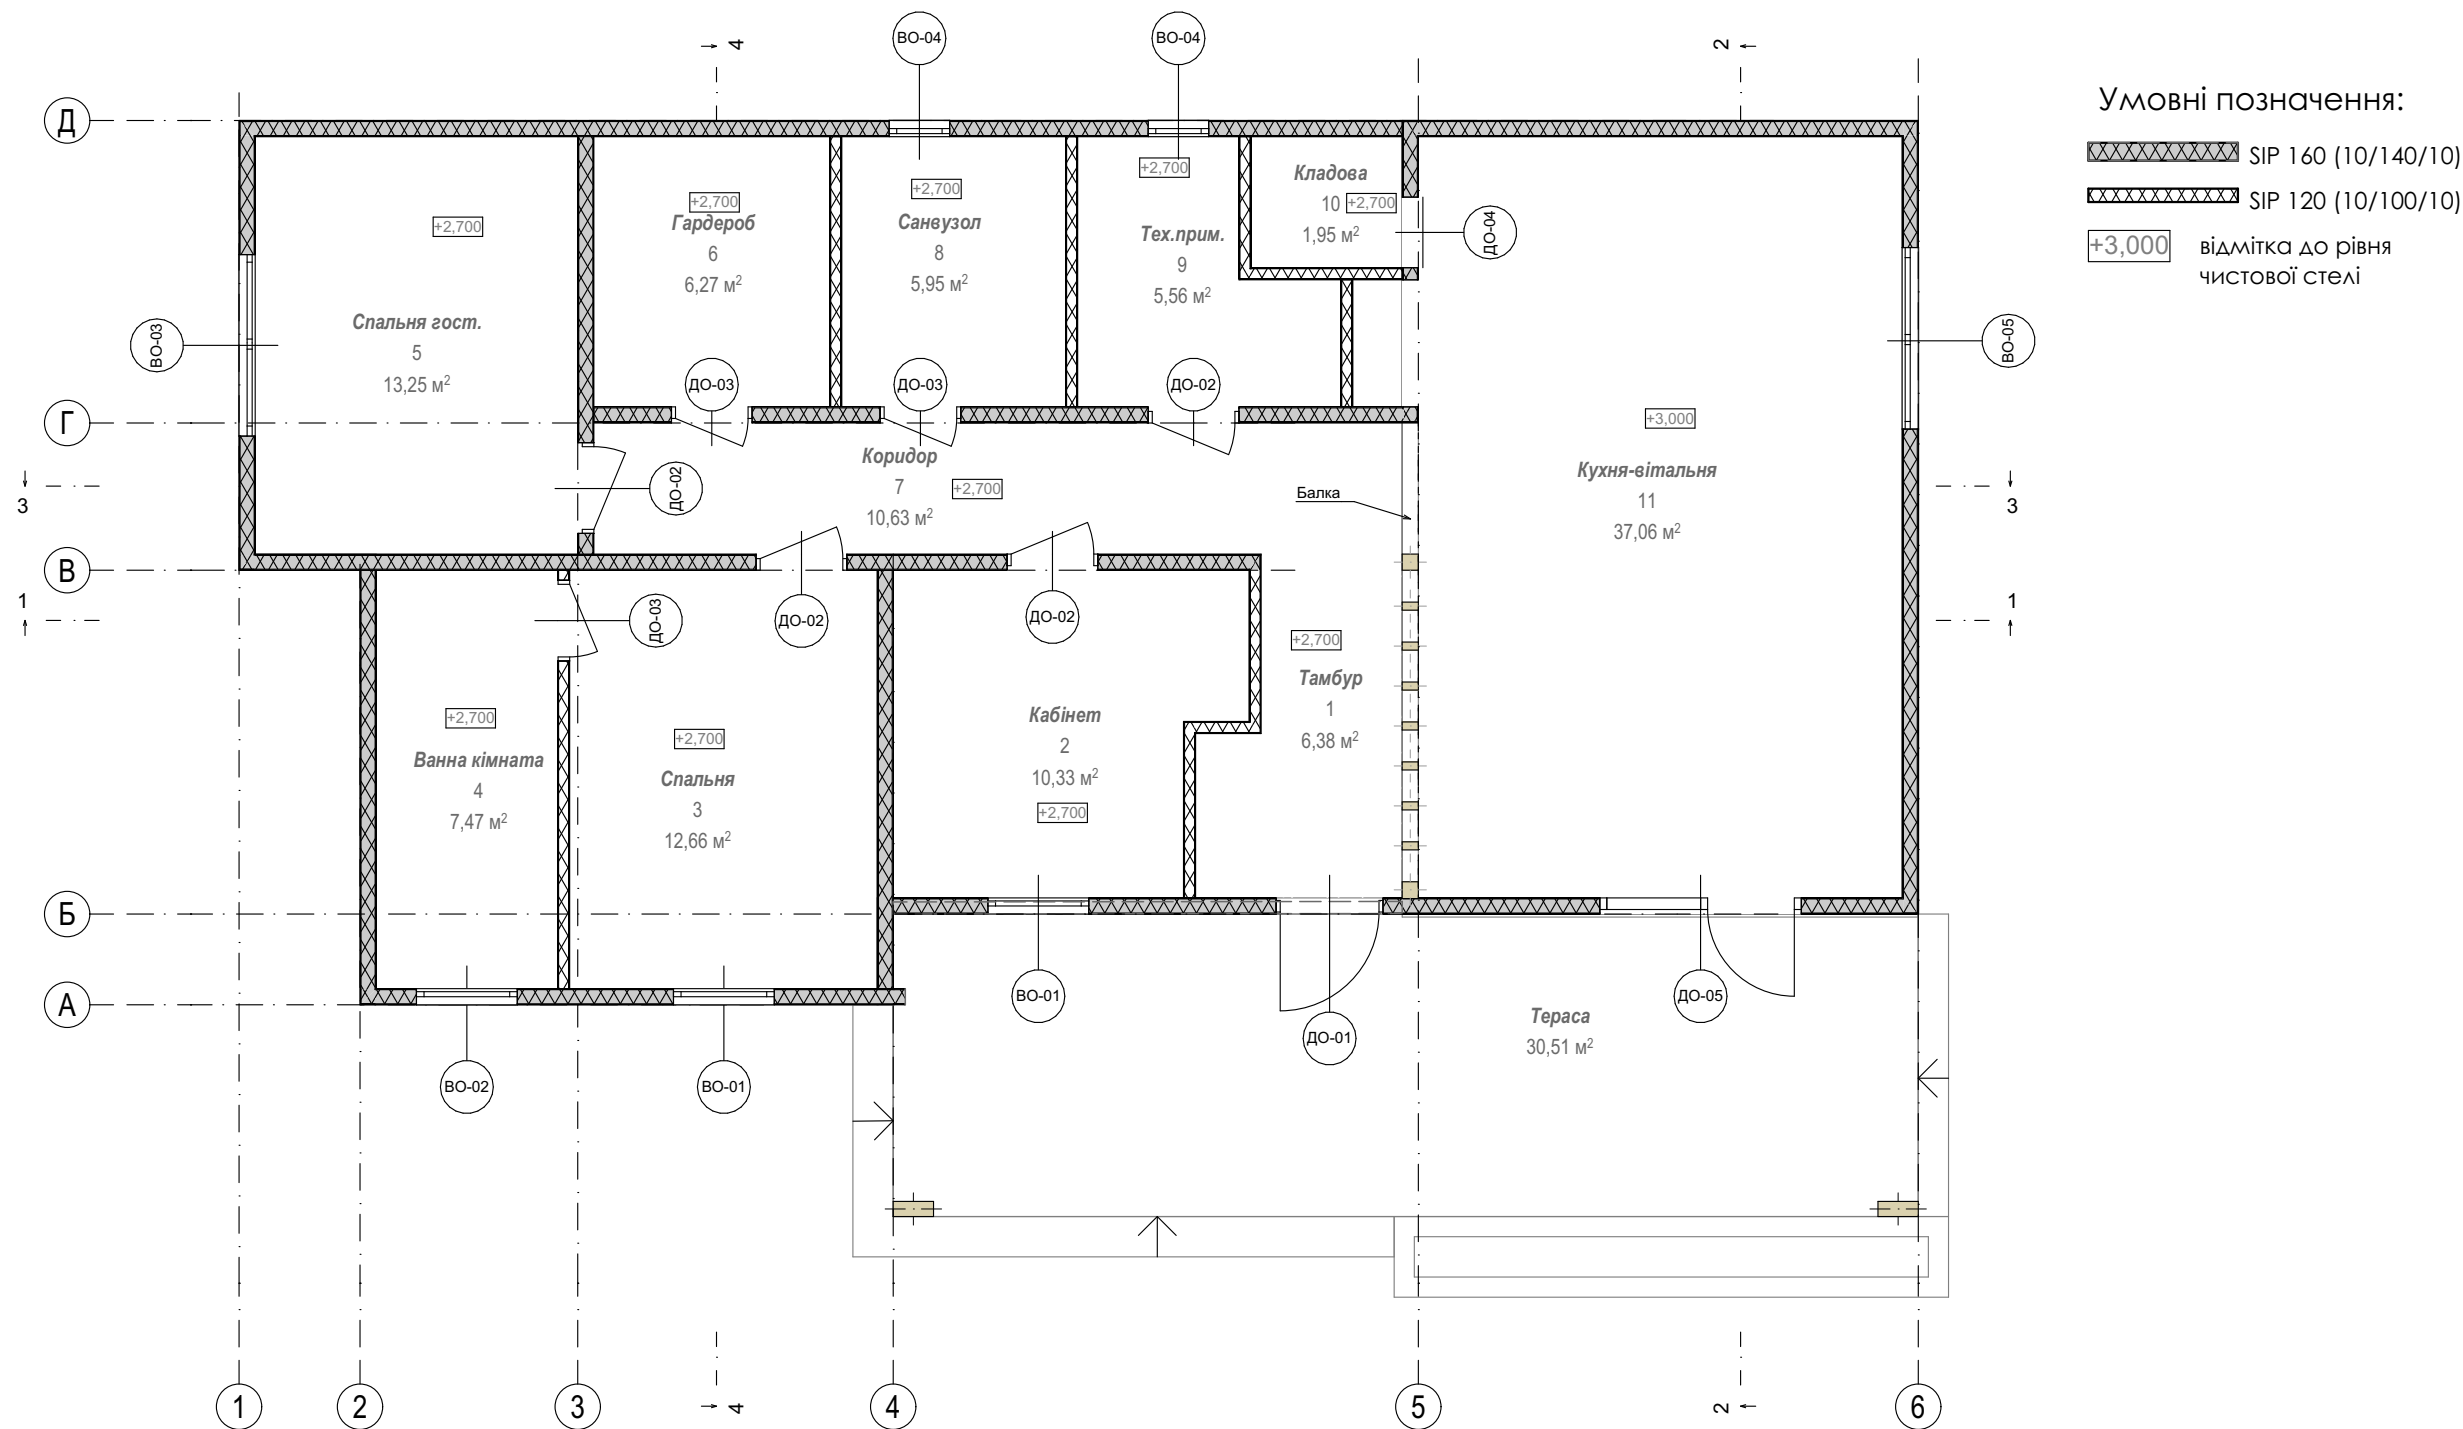 4
ВО-04
ВО-04
2
Умовні позначення:
SIP 160 (10/140/10)
SIP 120 (10/100/10)
+3,000
відмітка до рівня
чистової стелі
Д
Г
В
Б
А
3
1
3
1
ВО-03
+2,700
Спальня гост.
5
13,25 м²
+2,700
Гардероб
6
6,27 м²
ДО-03
+2,700
Санвузол
8
5,95 м²
ДО-03
+2,700
Тех.прим.
9
5,56 м²
ДО-02
Кладова
10
+2,700
1,95 м²
ДО-04
ВО-05
+3,000
Кухня-вітальня
11
37,06 м²
ДО-02
Коридор
7
+2,700
10,63 м²
Балка
ДО-03
ДО-02
ДО-02
+2,700
Ванна кімната
4
7,47 м²
+2,700
Спальня
3
12,66 м²
Кабінет
2
10,33 м²
+2,700
+2,700
Тамбур
1
6,38 м²
ВО-02
ВО-01
ВО-01
ДО-01
ДО-05
Тераса
30,51 м²
1
2
3
4
4
5
2
6